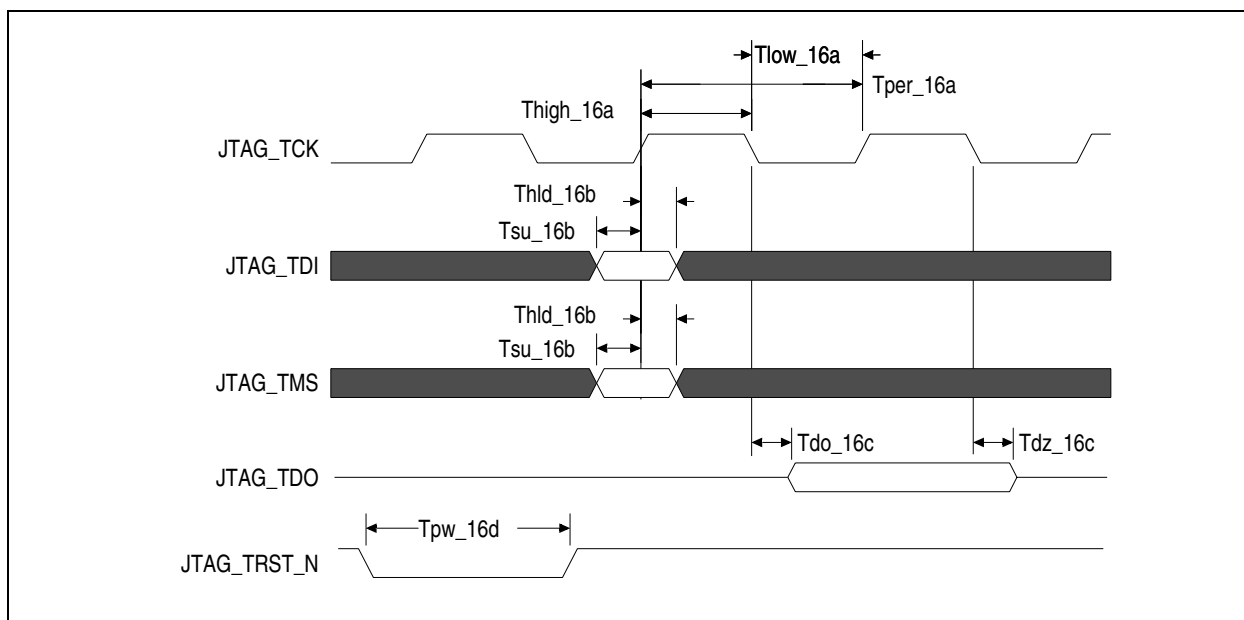 Tlow_16a
Tper_16a
Thigh_16a
JTAG_TCK
Thld_16b
Tsu_16b
JTAG_TDI
Thld_16b
Tsu_16b
JTAG_TMS
Tdo_16c
Tdz_16c
JTAG_TDO
Tpw_16d
JTAG_TRST_N